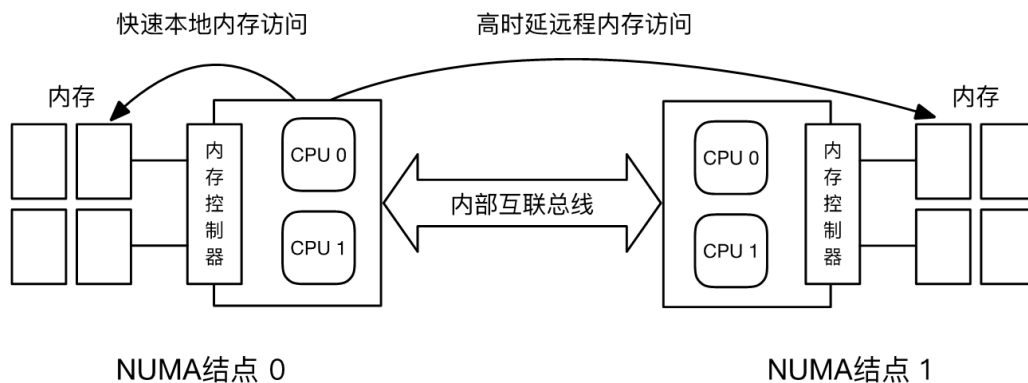 快速本地内存访问
高时延远程内存访问
内存
内存
CPU 0
CPU 1
内存控制器
内部互联总线
CPU 0
CPU 1
内存控制器
NUMA结点 0
NUMA结点 1